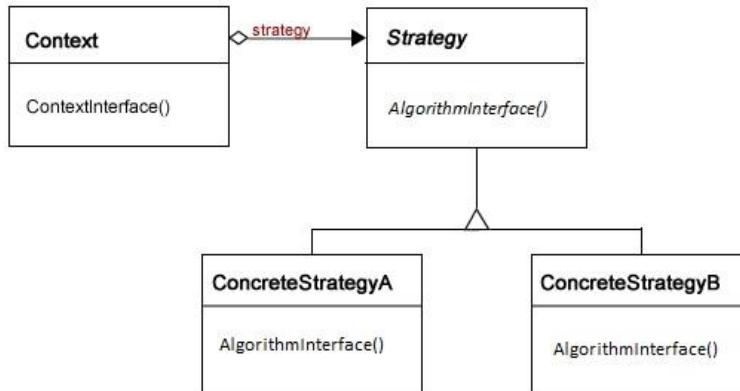 Context
strategy
Strategy
ContextInterface()
AlgorithmInterface()
ConcreteStrategyA
ConcreteStrategyB
AlgorithmInterface()
AlgorithmInterface()